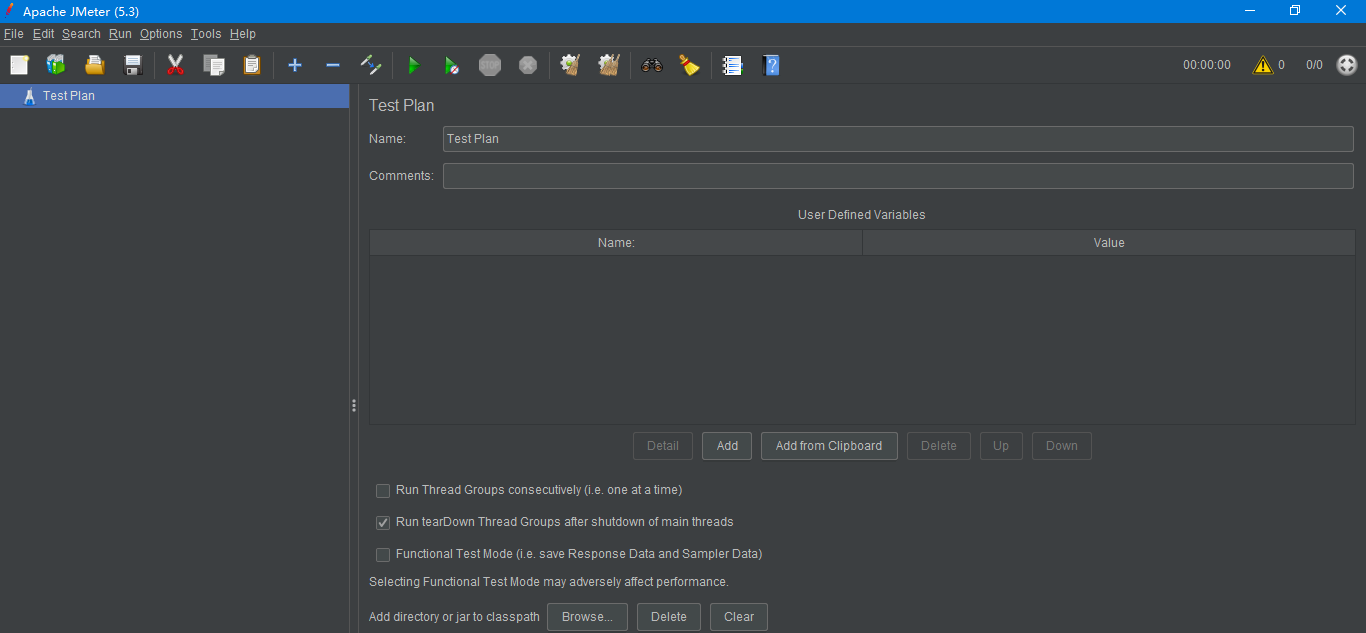 Apache JMeter (5.3)
File Edit Search Run Options Tools Help
STOP 00:00:00 0 0/0
Test Plan
Test Plan
Name: Test Plan
Comments:
User Defined Variables
Name: Value
Detail Add Add from Clipboard Delete Up Down
Run Thread Groups consecutively (i.e. one at a time)
Run tearDown Thread Groups after shutdown of main threads
Functional Test Mode (i.e. save Response Data and Sampler Data)
Selecting Functional Test Mode may adversely affect performance.
Add directory or jar to classpath Browse... Delete Clear